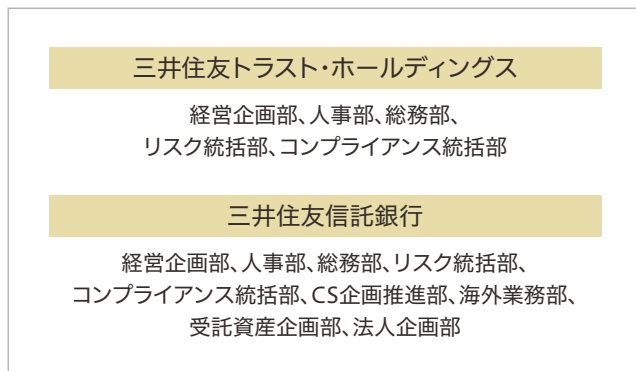 三井住友トラスト・ホールディングス
経営企画部、人事部、総務部、
リスク統括部、コンプライアンス統括部
三井住友信託銀行
経営企画部、人事部、総務部、リスク統括部、
コンプライアンス統括部、CS企画推進部、海外業務部、
受託資産企画部、法人企画部